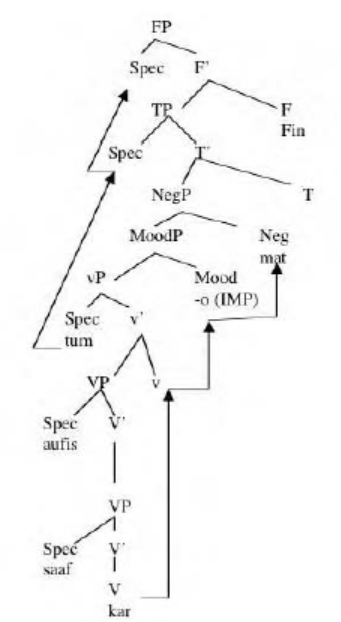 FP
Spec F’
TP F
Fin
Spec T’
NegP T
MoodP Neg
mat
vP Mood
-o (IMP)
Spec v’
tum
VP v
Spec V’
aufis
VP
Spec V’
saaf
V
kar